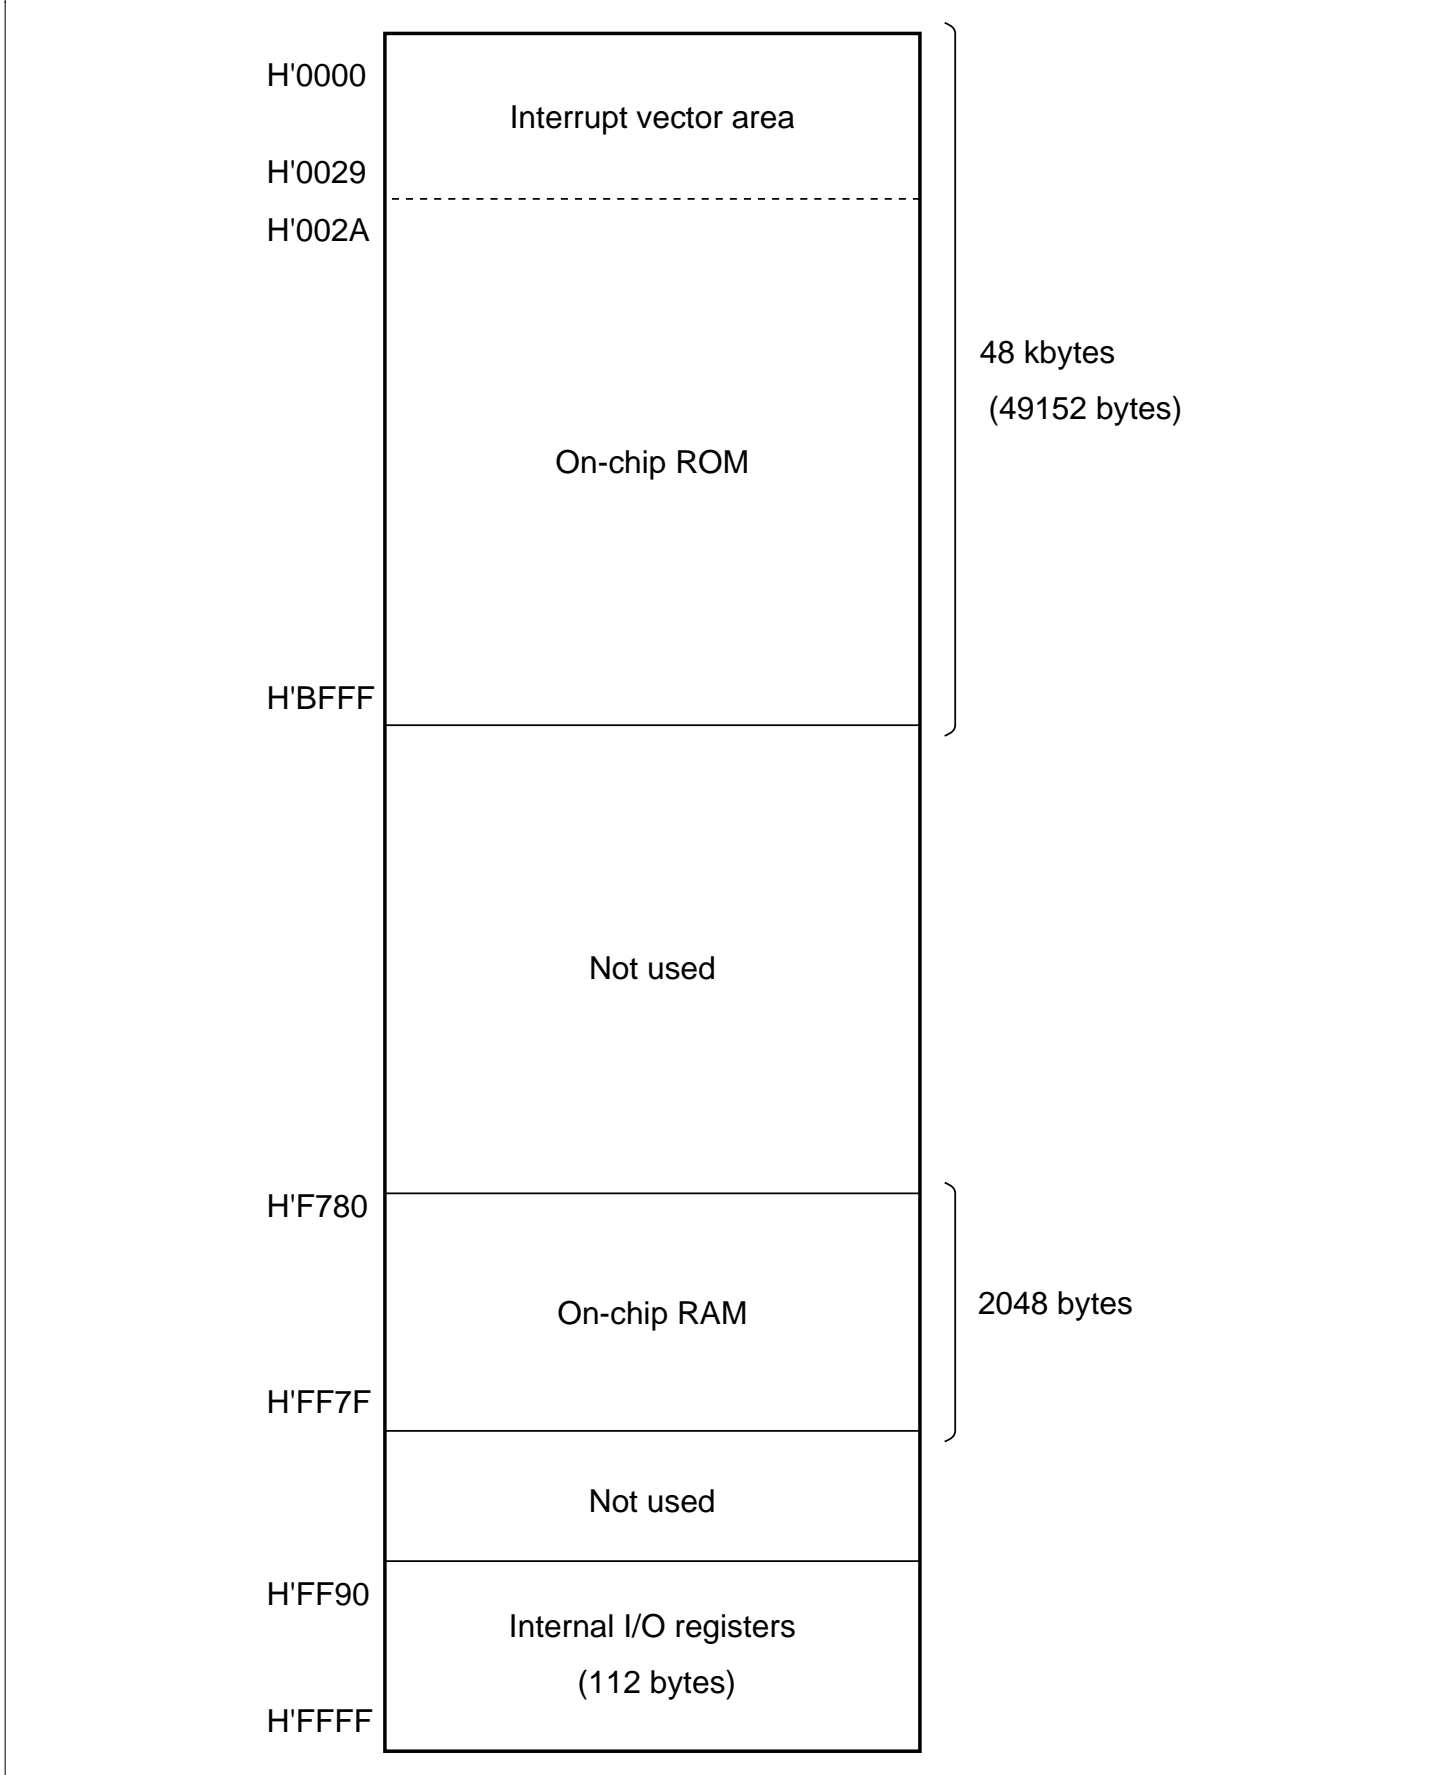 H'0000
Interrupt vector area
H'0029
H'002A
48 kbytes
(49152 bytes)
On-chip ROM
H'BFFF
Not used
H'F780
On-chip RAM
2048 bytes
H'FF7F
Not used
H'FF90
Internal I/O registers
(112 bytes)
H'FFFF